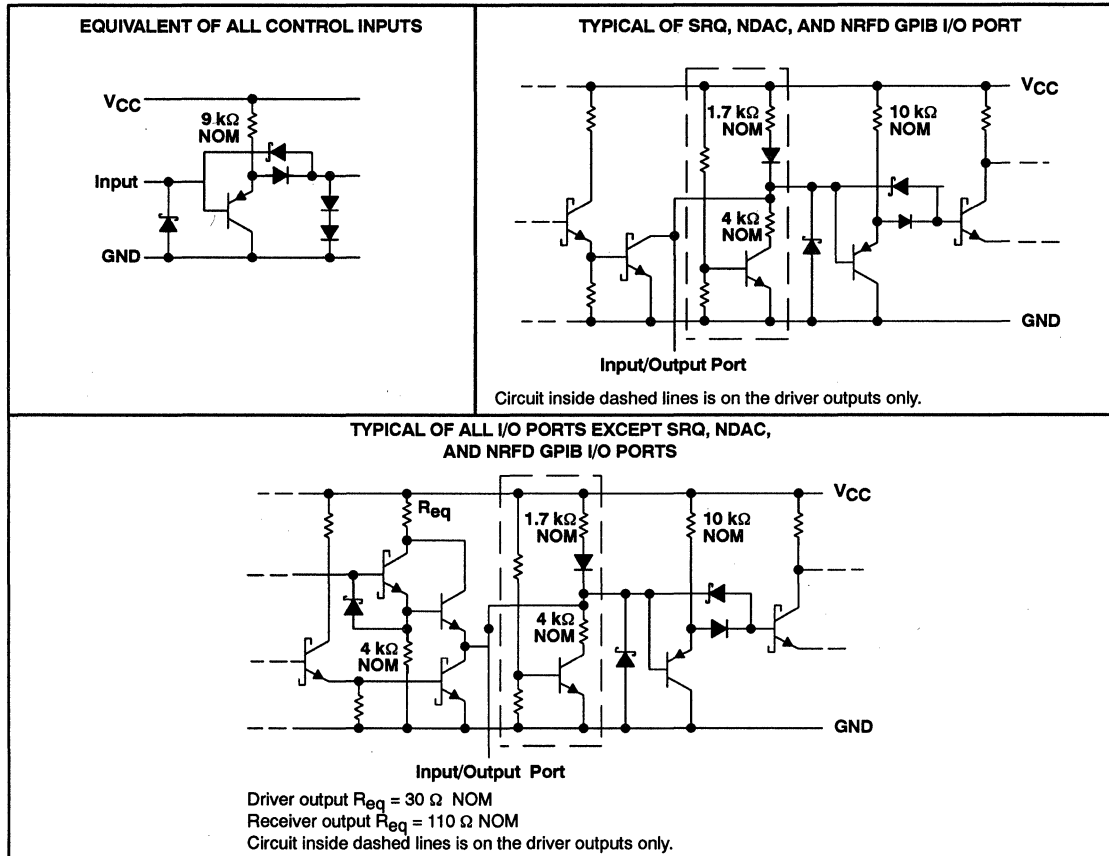 EQUIVALENT OF ALL CONTROL INPUTS
VCC
9 kΩ
NOM
Input
GND
TYPICAL OF SRQ, NDAC, AND NRFD GPIB I/O PORT
VCC
1.7 kΩ
NOM
10 kΩ
NOM
4 kΩ
NOM
GND
Input/Output Port
Circuit inside dashed lines is on the driver outputs only.
TYPICAL OF ALL I/O PORTS EXCEPT SRQ, NDAC,
AND NRFD GPIB I/O PORTS
VCC
Req
1.7 kΩ
NOM
10 kΩ
NOM
4 kΩ
NOM
4 kΩ
NOM
GND
Input/Output Port
Driver output Req = 30 Ω NOM
Receiver output Req = 110 Ω NOM
Circuit inside dashed lines is on the driver outputs only.